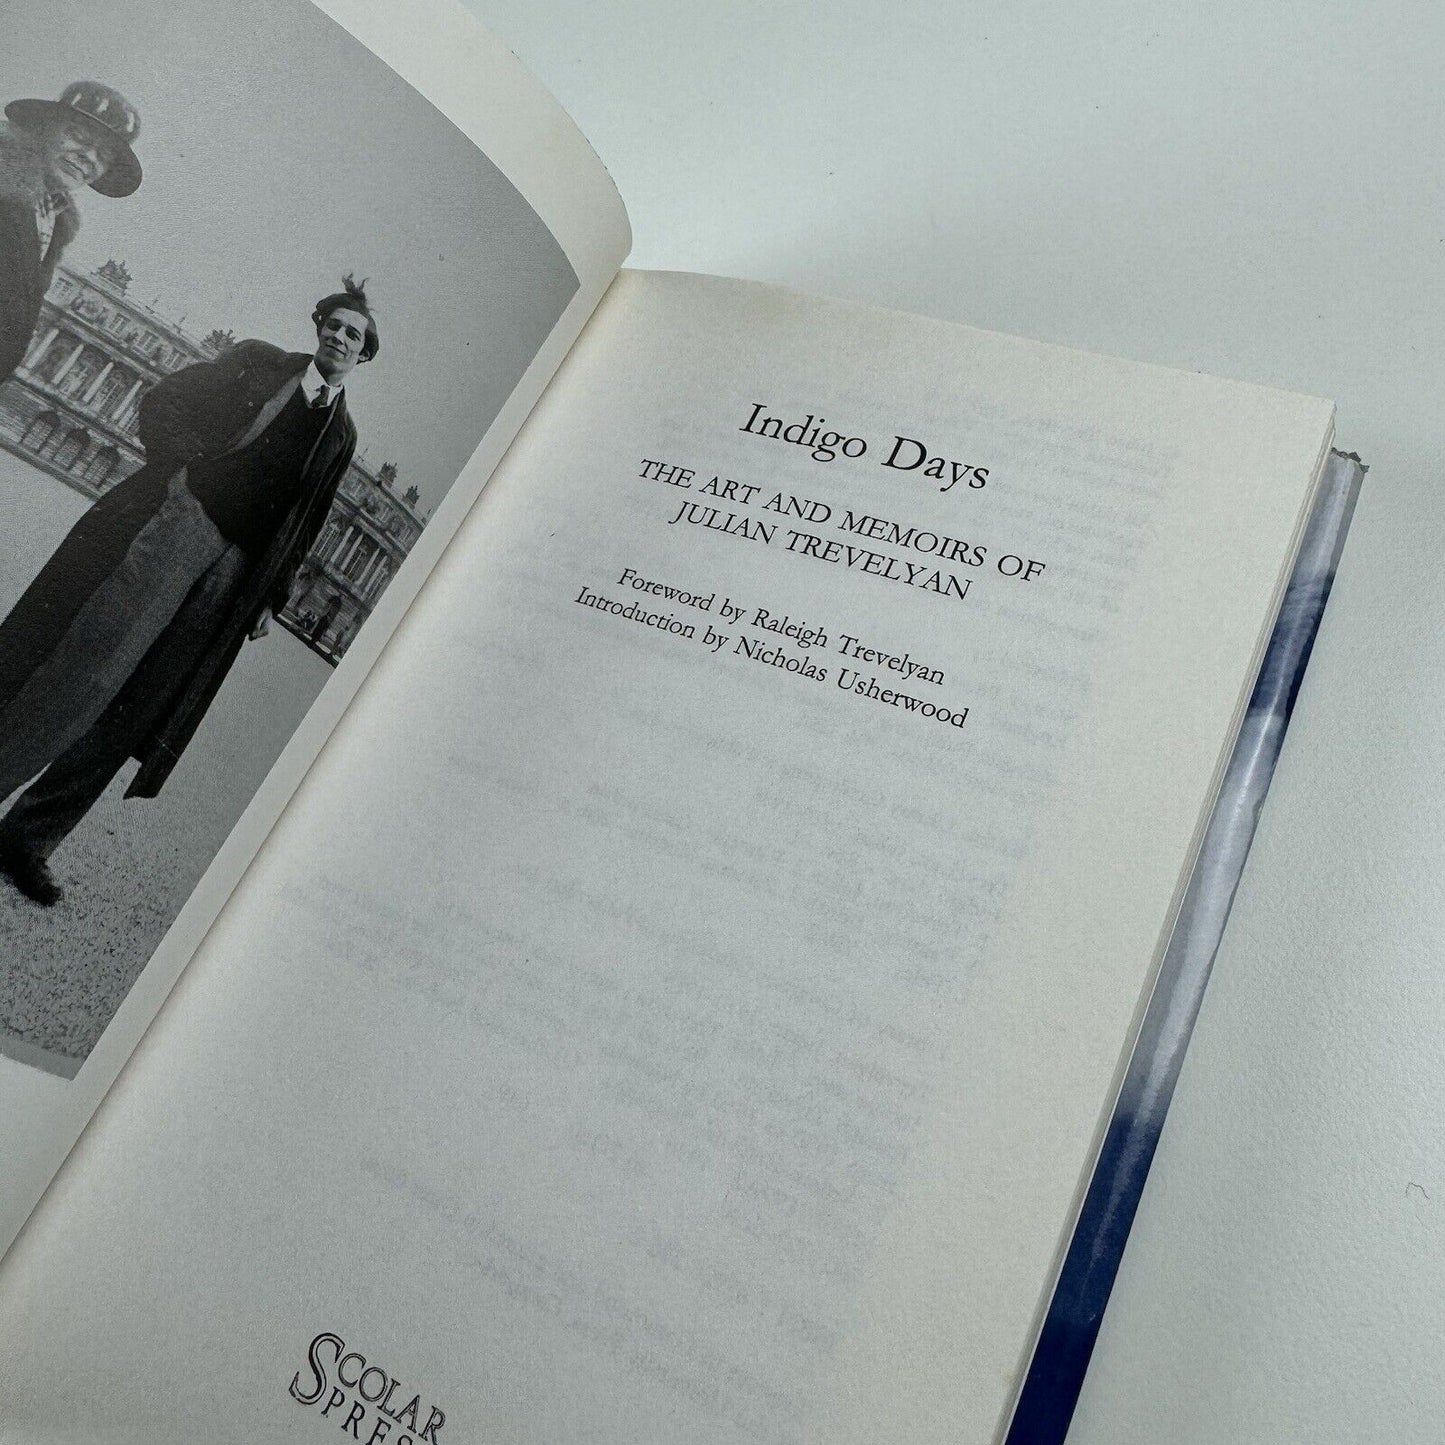 Indigo Days
THE ART AND MEMOIRS OF
JULIAN TREVELYAN
Foreword by Raleigh Trevelyan
Introduction by Nicholas Usherwood
SCOLAR
PRES